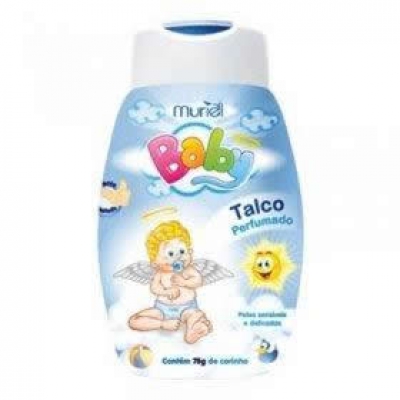 muriel
Baby
Talco
Perfumado
Peles sensíveis
e delicadas
Contém 75g de carinho